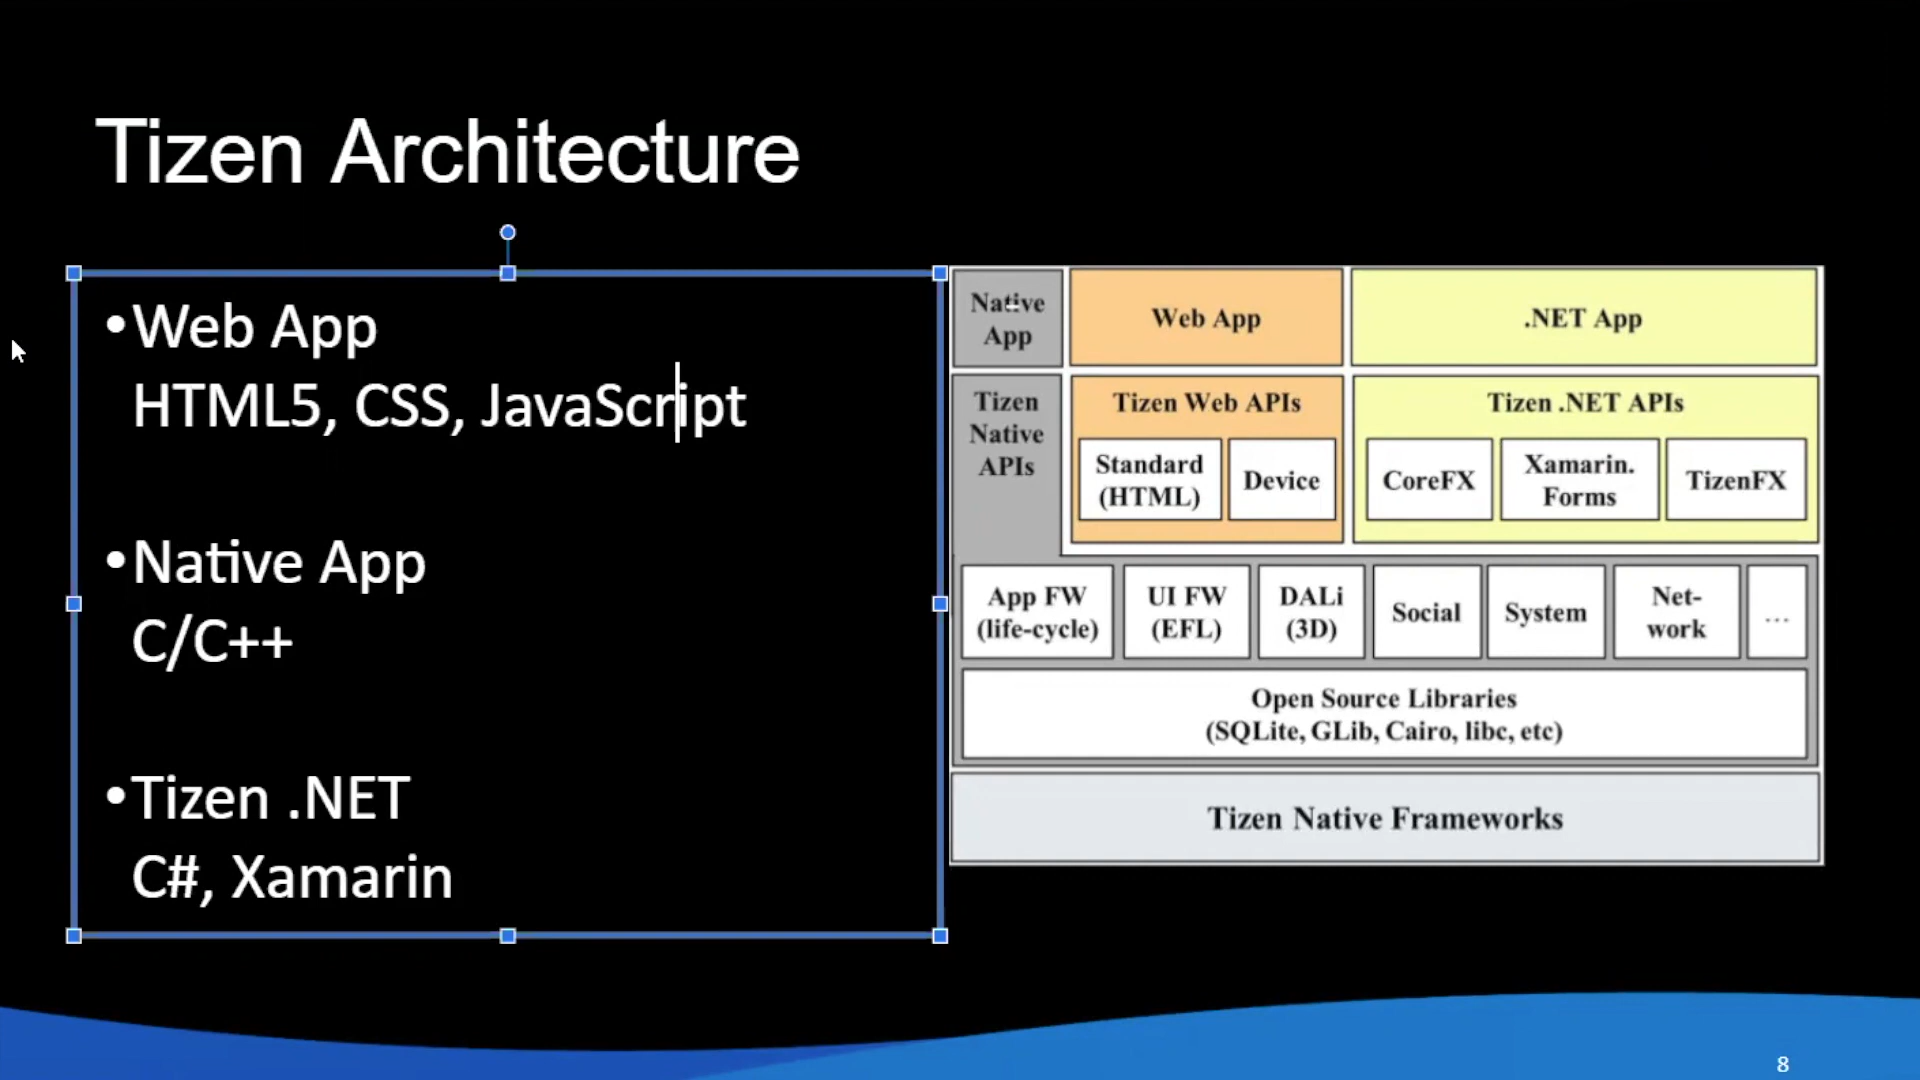 Tizen Architecture
•Web App
HTML5, CSS, JavaScript
•Native App
C/C++
•Tizen .NET
C#, Xamarin
Native
App
Web App
.NET App
Tizen
Native
APIs
Tizen Web APIs
Standard
(HTML)
Device
Tizen .NET APIs
CoreFX
Xamarin.
Forms
TizenFX
App FW
(life-cycle)
UI FW
(EFL)
DALi
(3D)
Social
System
Net-
work
...
Open Source Libraries
(SQLite, GLib, Cairo, libc, etc)
Tizen Native Frameworks
8